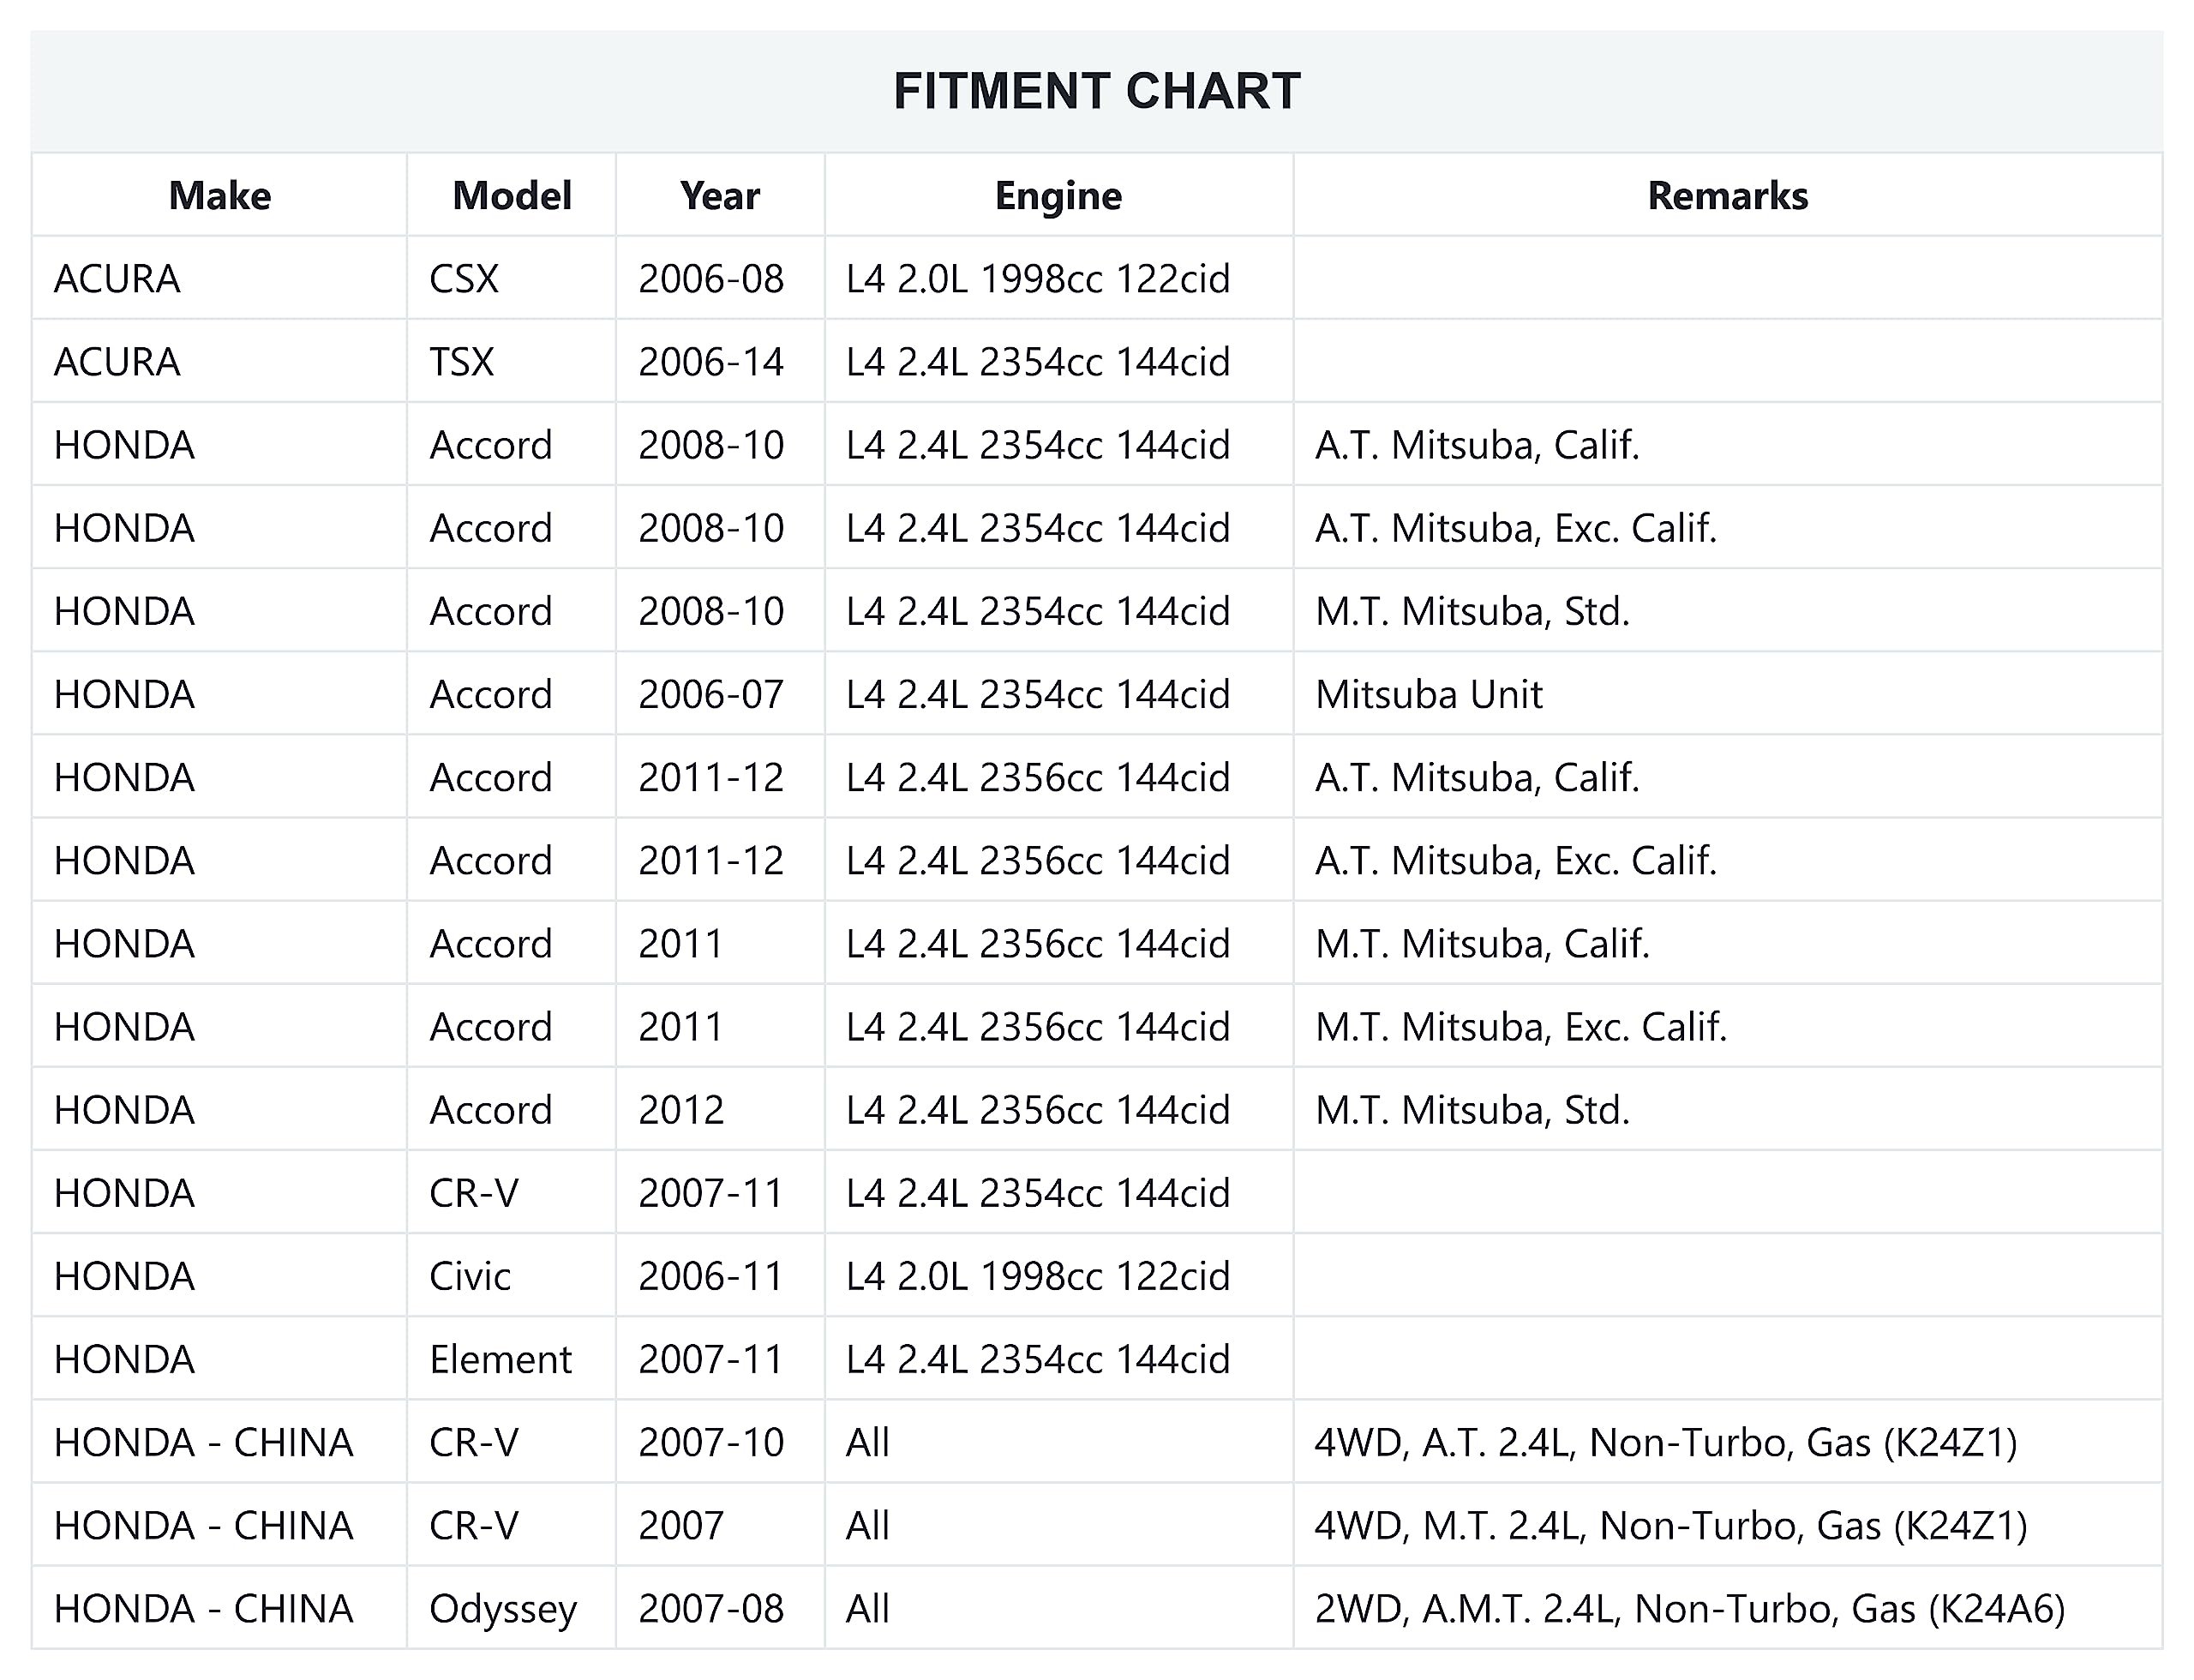 FITMENT CHART
Make Model Year Engine Remarks
ACURA CSX 2006-08 L4 2.0L 1998cc 122cid
ACURA TSX 2006-14 L4 2.4L 2354cc 144cid
HONDA Accord 2008-10 L4 2.4L 2354cc 144cid A.T. Mitsuba, Calif.
HONDA Accord 2008-10 L4 2.4L 2354cc 144cid A.T. Mitsuba, Exc. Calif.
HONDA Accord 2008-10 L4 2.4L 2354cc 144cid M.T. Mitsuba, Std.
HONDA Accord 2006-07 L4 2.4L 2354cc 144cid Mitsuba Unit
HONDA Accord 2011-12 L4 2.4L 2356cc 144cid A.T. Mitsuba, Calif.
HONDA Accord 2011-12 L4 2.4L 2356cc 144cid A.T. Mitsuba, Exc. Calif.
HONDA Accord 2011 L4 2.4L 2356cc 144cid M.T. Mitsuba, Calif.
HONDA Accord 2011 L4 2.4L 2356cc 144cid M.T. Mitsuba, Exc. Calif.
HONDA Accord 2012 L4 2.4L 2356cc 144cid M.T. Mitsuba, Std.
HONDA CR-V 2007-11 L4 2.4L 2354cc 144cid
HONDA Civic 2006-11 L4 2.0L 1998cc 122cid
HONDA Element 2007-11 L4 2.4L 2354cc 144cid
HONDA - CHINA CR-V 2007-10 All 4WD, A.T. 2.4L, Non-Turbo, Gas (K24Z1)
HONDA - CHINA CR-V 2007 All 4WD, M.T. 2.4L, Non-Turbo, Gas (K24Z1)
HONDA - CHINA Odyssey 2007-08 All 2WD, A.M.T. 2.4L, Non-Turbo, Gas (K24A6)